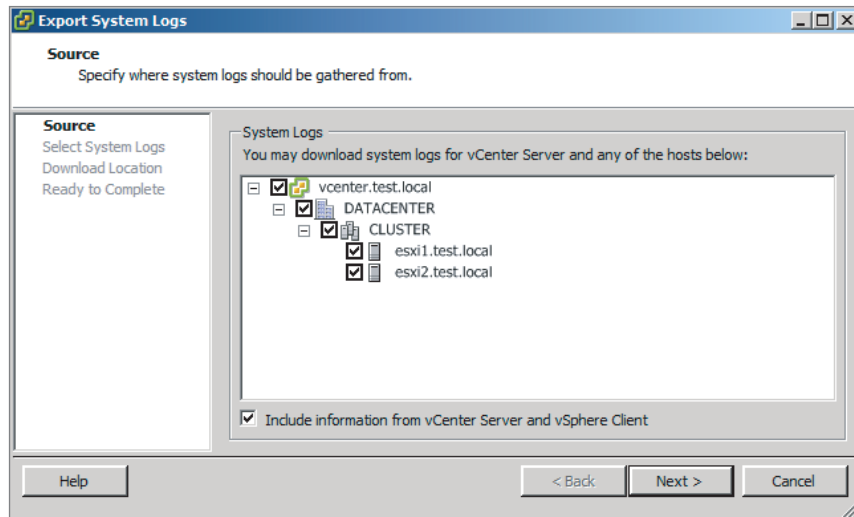 Export System Logs
Source
Specify where system logs should be gathered from.
Source
Select System Logs
Download Location
Ready to Complete
System Logs
You may download system logs for vCenter Server and any of the hosts below:
vcenter.test.local
DATACENTER
CLUSTER
esxi1.test.local
esxi2.test.local
Include information from vCenter Server and vSphere Client
Help
< Back
Next >
Cancel